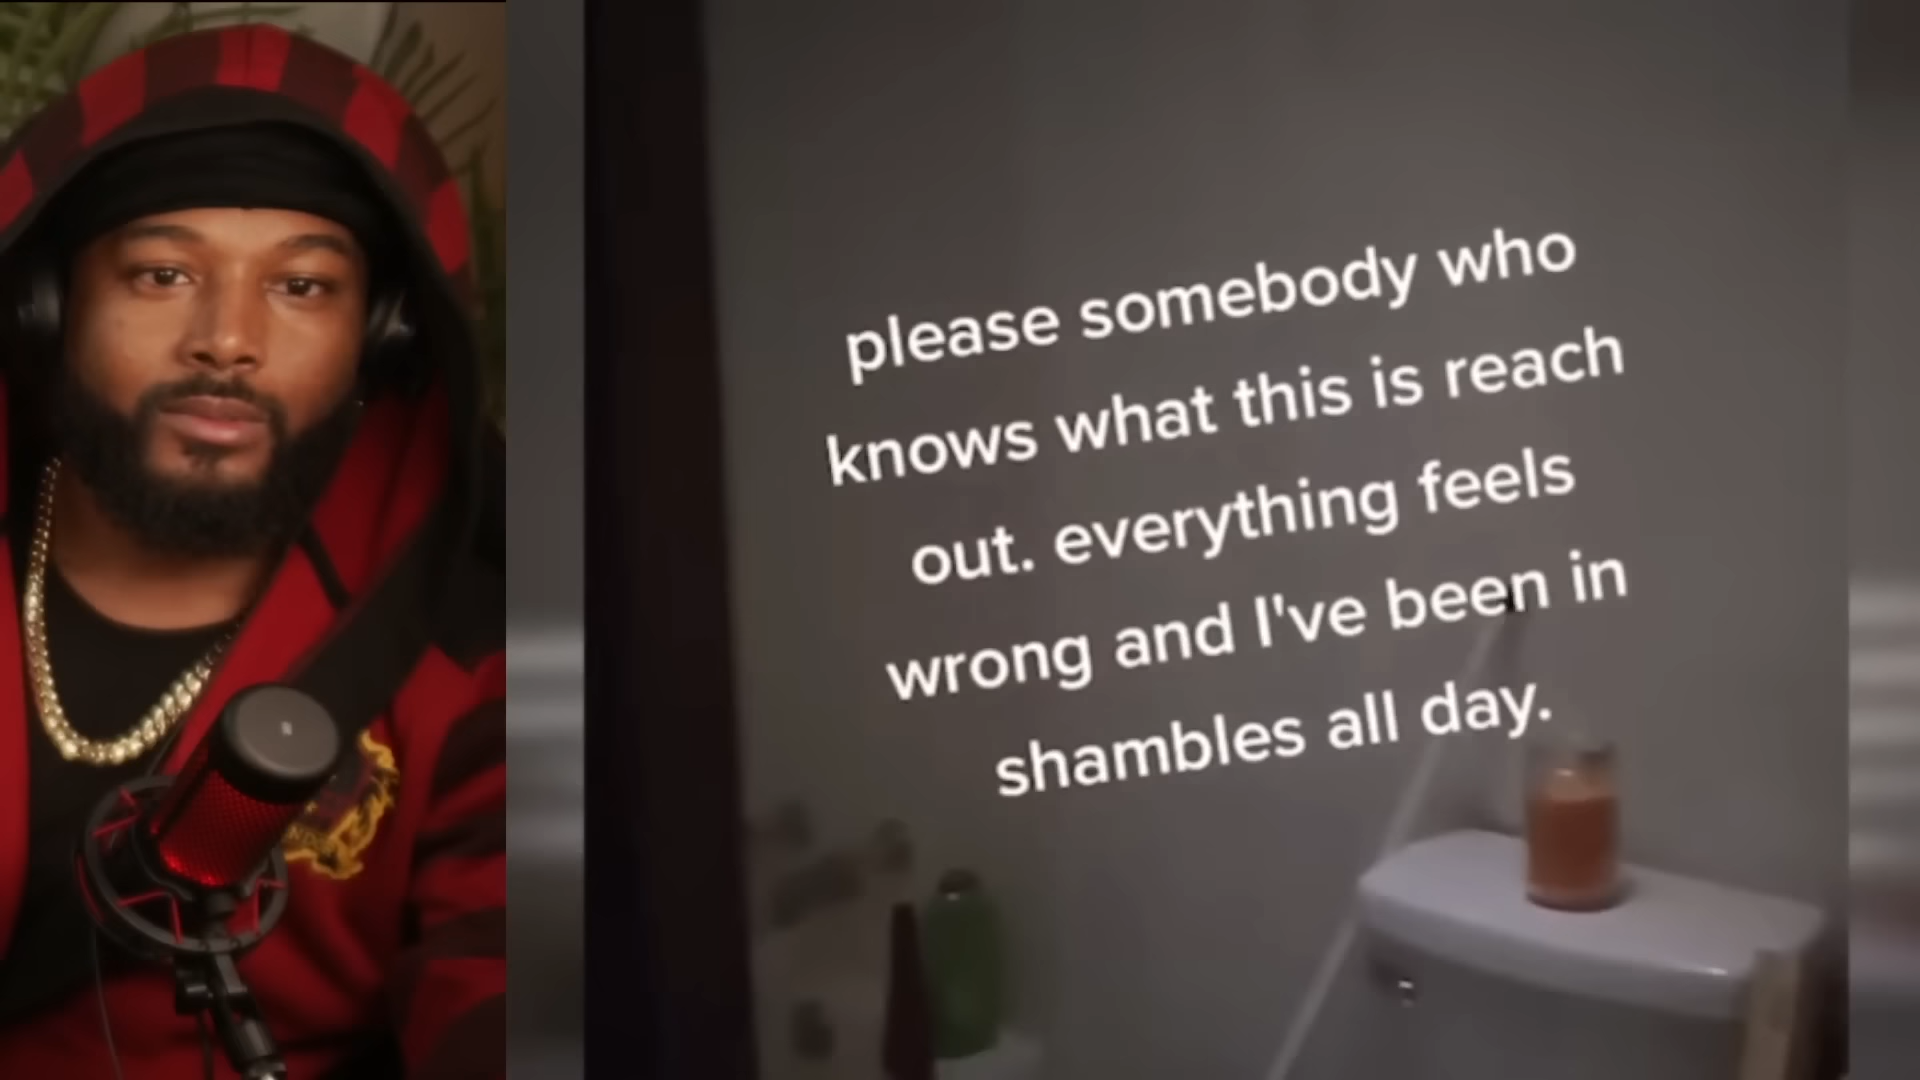 please somebody who
knows what this is reach
out. everything feels
wrong and I've been in
shambles all day.